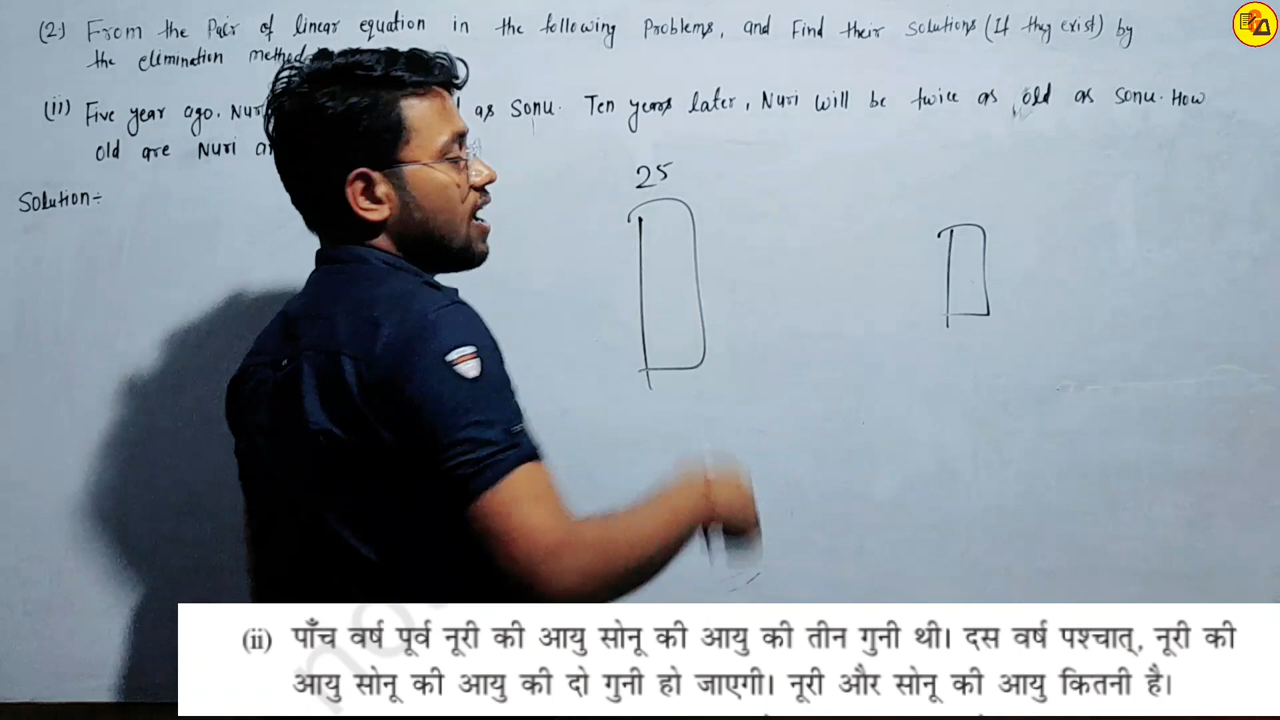 (2) From the Pair of linear equation in the following Problems, and Find their Solutions (If they exist) by
the elimination method
(ii) Five year ago. Nuri as Sonu. Ten years later, Nuri will be twice as old as Sonu. How
old are Nuri
Solution:-
25
(ii) पाँच वर्ष पूर्व नूरी की आयु सोनू की आयु की तीन गुनी थी। दस वर्ष पश्चात्, नूरी की
आयु सोनू की आयु की दो गुनी हो जाएगी। नूरी और सोनू की आयु कितनी है।